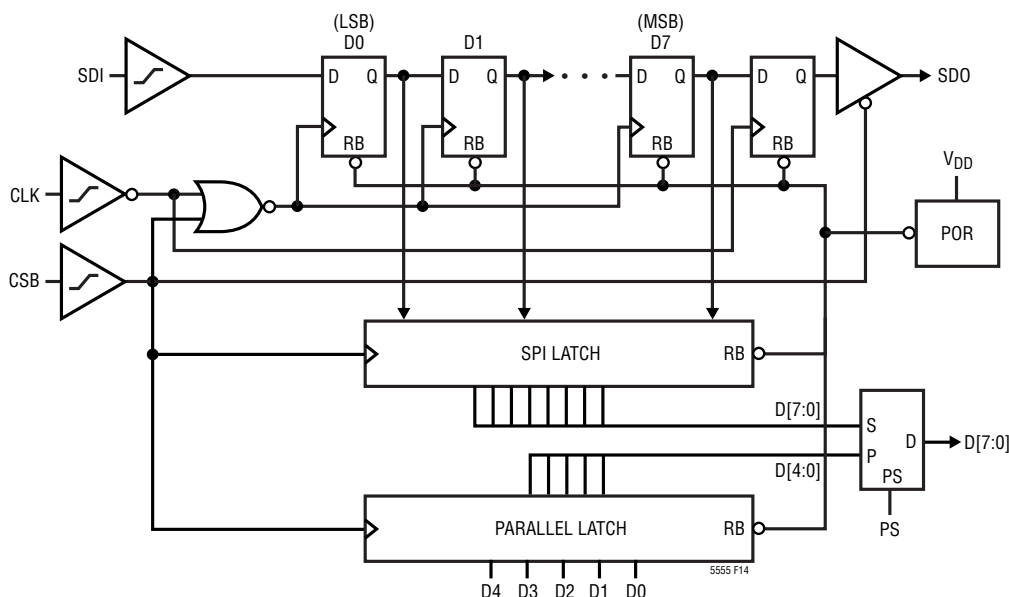 (LSB)
D0
D1
(MSB)
D7
SDI
D Q
D Q
D Q
D Q
SDO
RB
RB
RB
RB
CLK
VDD
POR
CSB
SPI LATCH
RB
D[7:0]
S
D
D[7:0]
P
D[4:0]
PS
PARALLEL LATCH
RB
PS
5555 F14
D4 D3 D2 D1 D0